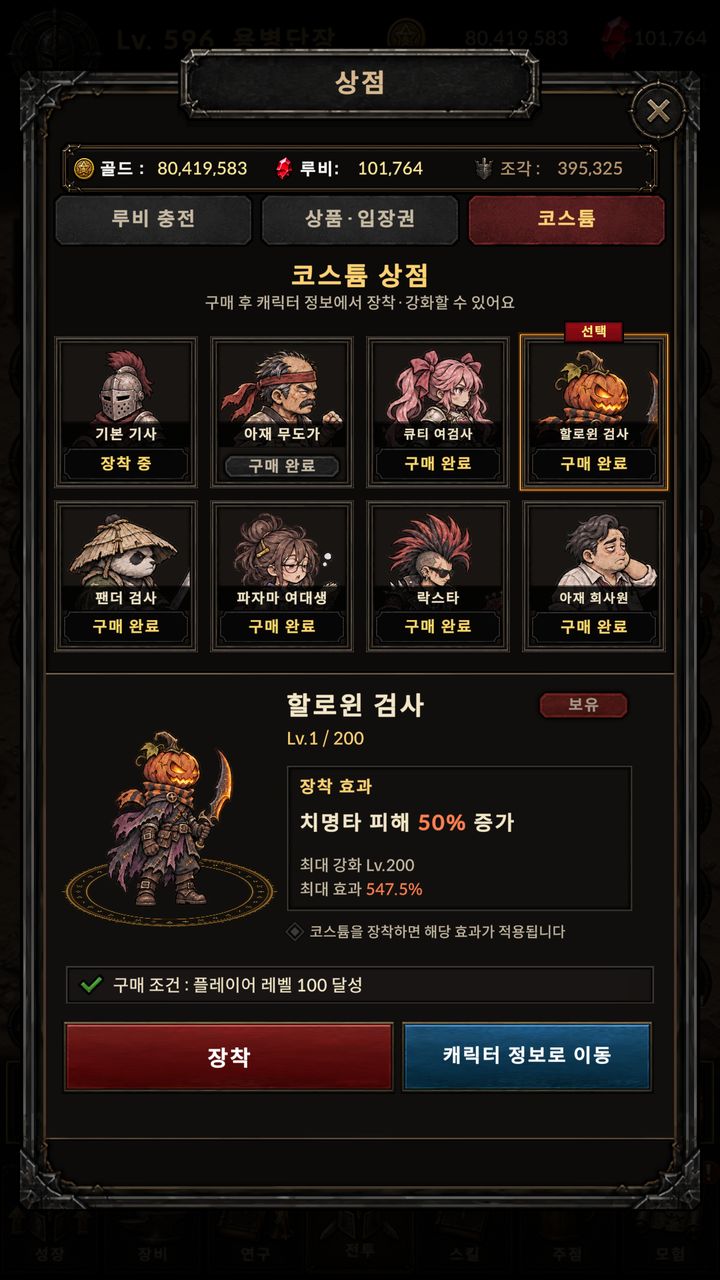 Lv. 596 용병단장
80,419,583
101,764
상점
골드 : 80,419,583 루비: 101,764 조각 : 395,325
루비 충전 상품·입장권 코스튬
코스튬 상점
구매 후 캐릭터 정보에서 장착·강화할 수 있어요
선택
기본 기사 아재 무도가 큐티 여검사 할로윈 검사
장착 중 구매 완료 구매 완료 구매 완료
팬더 검사 파자마 여대생 락스타 아재 회사원
구매 완료 구매 완료 구매 완료 구매 완료
할로윈 검사 보유
Lv.1 / 200
장착 효과
치명타 피해 50% 증가
최대 강화 Lv.200
최대 효과 547.5%
코스튬을 장착하면 해당 효과가 적용됩니다
구매 조건 : 플레이어 레벨 100 달성
장착 캐릭터 정보로 이동
성장 장비 연구 전투 스킬 주점 모험